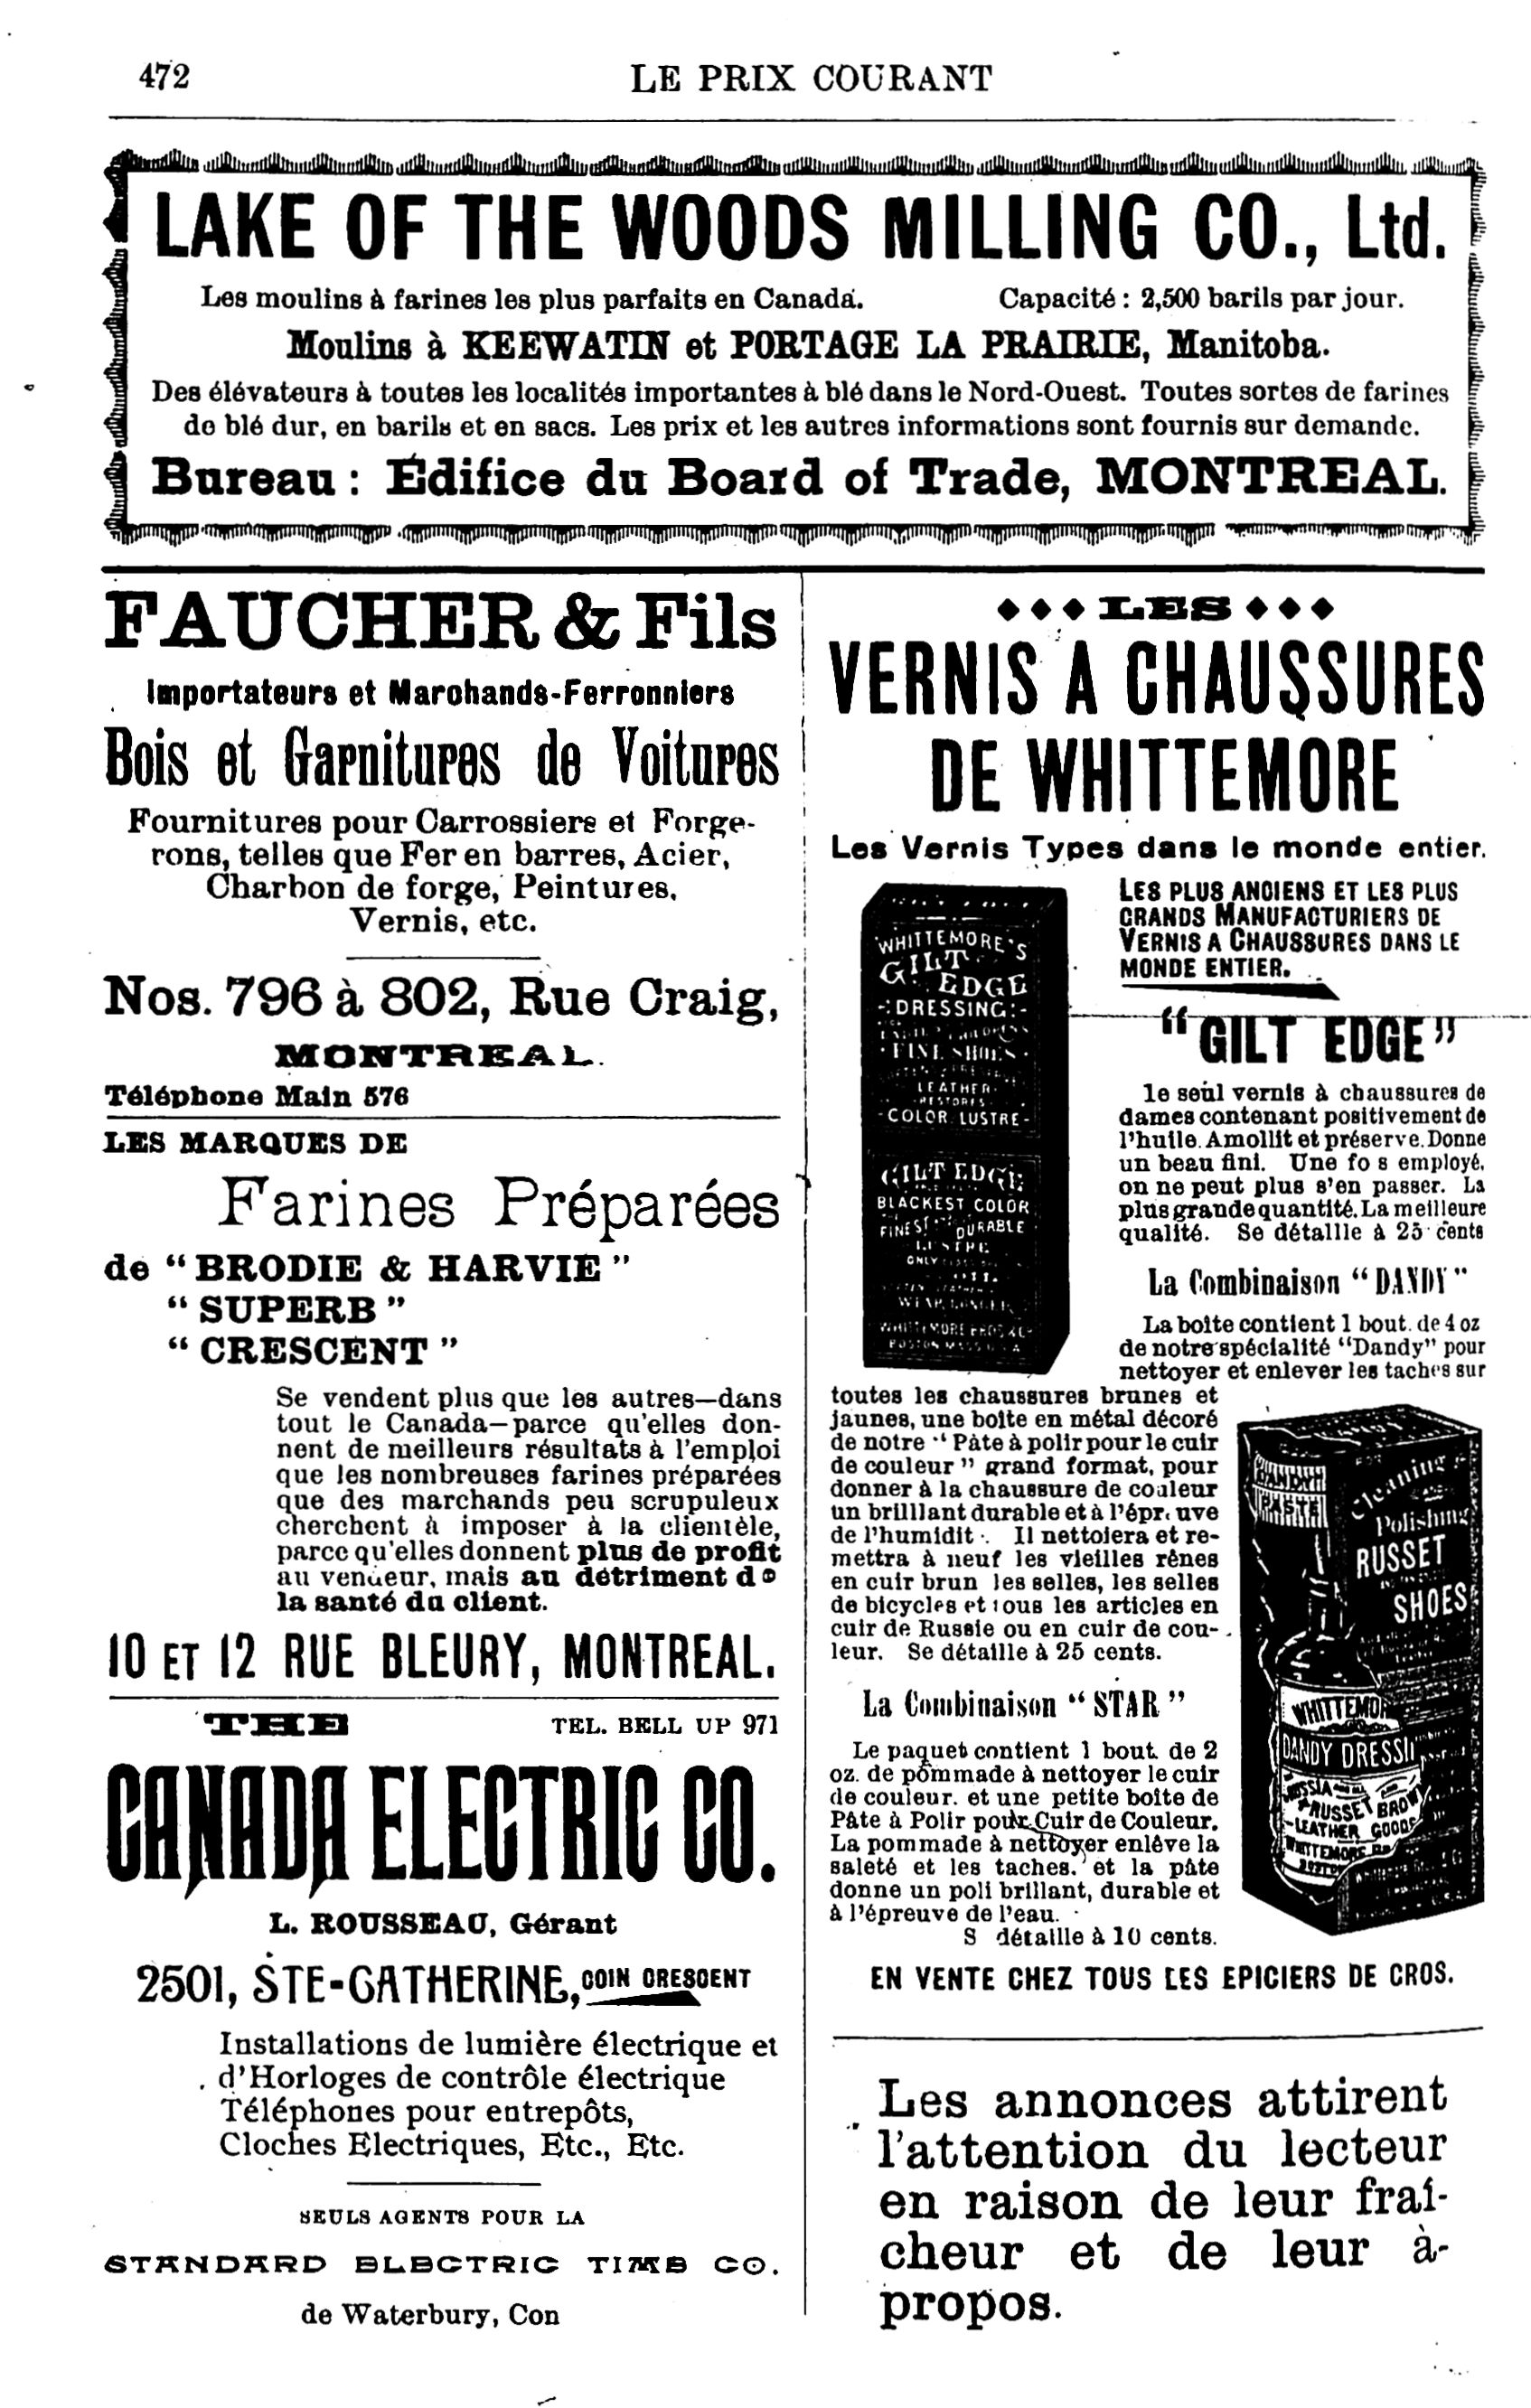 472
LE PRIX COURANT
LAKE OF THE WOODS MILLING CO., Ltd.
Les moulins à farines les plus parfaits en Canada. Capacité : 2,500 barils par jour.
Moulins à KEEWATIN et PORTAGE LA PRAIRIE, Manitoba.
Des élévateurs à toutes les localités importantes à blé dans le Nord-Ouest. Toutes sortes de farines
de blé dur, en barils et en sacs. Les prix et les autres informations sont fournis sur demande.
Bureau : Édifice du Board of Trade, MONTREAL.
FAUCHER & Fils
Importateurs et Marchands-Ferronniers
Bois et Garnitures de Voitures
Fournitures pour Carrossiers et Forge-
rons, telles que Fer en barres, Acier,
Charbon de forge, Peintures,
Vernis, etc.
Nos. 796 à 802, Rue Craig,
MONTREAL.
Téléphone Main 576
LES MARQUES DE
Farines Préparées
de "BRODIE & HARVIE"
"SUPERB"
"CRESCENT"
Se vendent plus que les autres—dans
tout le Canada—parce qu'elles don-
nent de meilleurs résultats à l'emploi
que les nombreuses farines préparées
que des marchands peu scrupuleux
cherchent à imposer à la clientèle,
parce qu'elles donnent plus de profit
au vendeur, mais au détriment de
la santé du client.
10 ET 12 RUE BLEURY, MONTREAL.
THE TEL. BELL UP 971
CANADA ELECTRIC CO.
L. ROUSSEAU, Gérant
2501, STE-CATHERINE, COIN CRESCENT
Installations de lumière électrique et
d'Horloges de contrôle électrique
Téléphones pour entrepôts,
Cloches Electriques, Etc., Etc.
SEULS AGENTS POUR LA
STANDARD ELECTRIC TIME CO.
de Waterbury, Con
LES
VERNIS A CHAUSSURES
DE WHITTEMORE
Les Vernis Types dans le monde entier.
LES PLUS ANCIENS ET LES PLUS
GRANDS MANUFACTURIERS DE
VERNIS A CHAUSSURES DANS LE
MONDE ENTIER.
WHITTEMORE'S
GILT
EDGE
DRESSING
FINE SHOES
LEATHER
RESTORES
COLOR LUSTRE
GILT EDGE
BLACKEST COLOR
FINEST DURABLE
LUSTRE
ONLY
"GILT EDGE"
le seul vernis à chaussures de
dames contenant positivement de
l'huile. Amollit et préserve. Donne
un beau fini. Une fo s employé,
on ne peut plus s'en passer. La
plus grande quantité. La meilleure
qualité. Se détaille à 25 cents
La Combinaison "DANDY"
La boîte contient 1 bout. de 4 oz
de notre spécialité "Dandy" pour
nettoyer et enlever les taches sur
toutes les chaussures brunes et
jaunes, une boîte en métal décoré
de notre "Pâte à polir pour le cuir
de couleur" grand format, pour
donner à la chaussure de couleur
un brillant durable et à l'épr. uve
de l'humidit . Il nettoiera et re-
mettra à neuf les vieilles rênes
en cuir brun les selles, les selles
de bicycles et tous les articles en
cuir de Russie ou en cuir de cou-
leur. Se détaille à 25 cents.
DANDY
PASTE
Cleaning
AND
Polishing
RUSSET
SHOES
WHITTEMO
DANDY DRESSI
RUSSET BROW
LEATHER GOODS
La Combinaison "STAR"
Le paquet contient 1 bout. de 2
oz. de pommade à nettoyer le cuir
de couleur. et une petite boîte de
Pâte à Polir pour Cuir de Couleur.
La pommade à nettoyer enlève la
saleté et les taches, et la pâte
donne un poli brillant, durable et
à l'épreuve de l'eau.
S détaille à 10 cents.
EN VENTE CHEZ TOUS LES EPICIERS DE GROS.
Les annonces attirent
l'attention du lecteur
en raison de leur fraî-
cheur et de leur à-
propos.